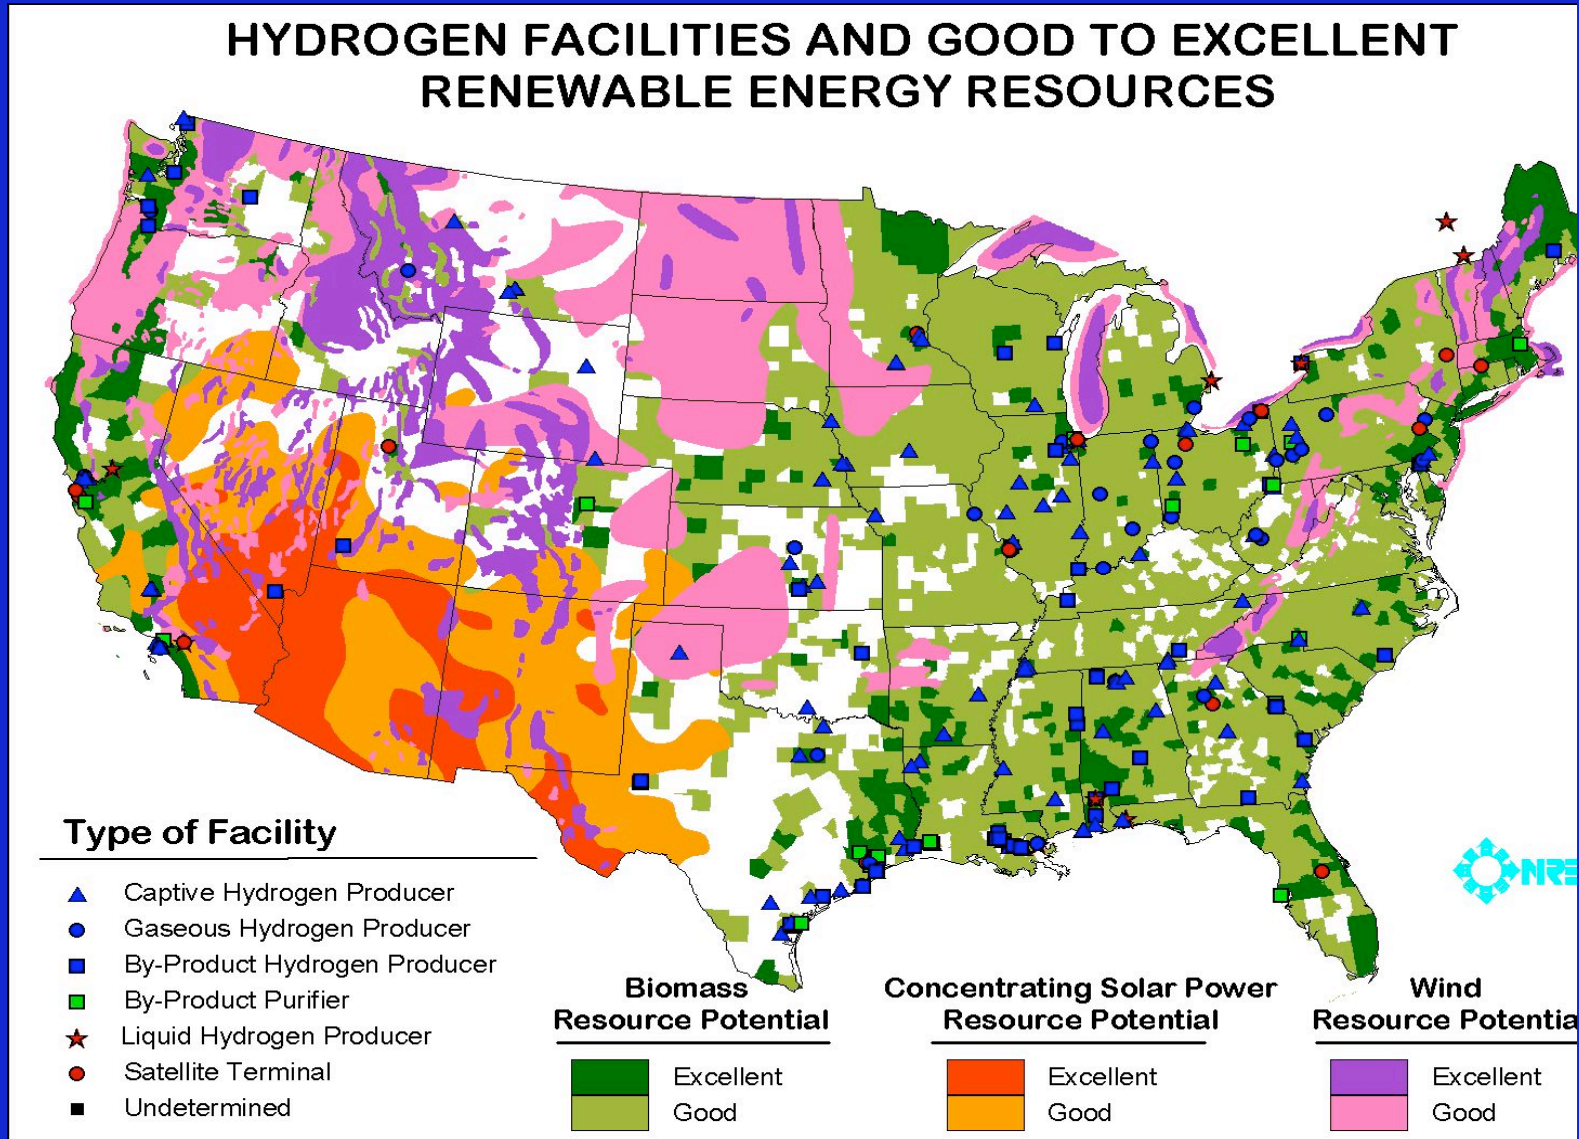 HYDROGEN FACILITIES AND GOOD TO EXCELLENT
RENEWABLE ENERGY RESOURCES
Type of Facility
Captive Hydrogen Producer
Gaseous Hydrogen Producer
By-Product Hydrogen Producer
By-Product Purifier
Liquid Hydrogen Producer
Satellite Terminal
Undetermined
Biomass
Resource Potential
Excellent
Good
Concentrating Solar Power
Resource Potential
Excellent
Good
Wind
Resource Potentia
Excellent
Good
NRE